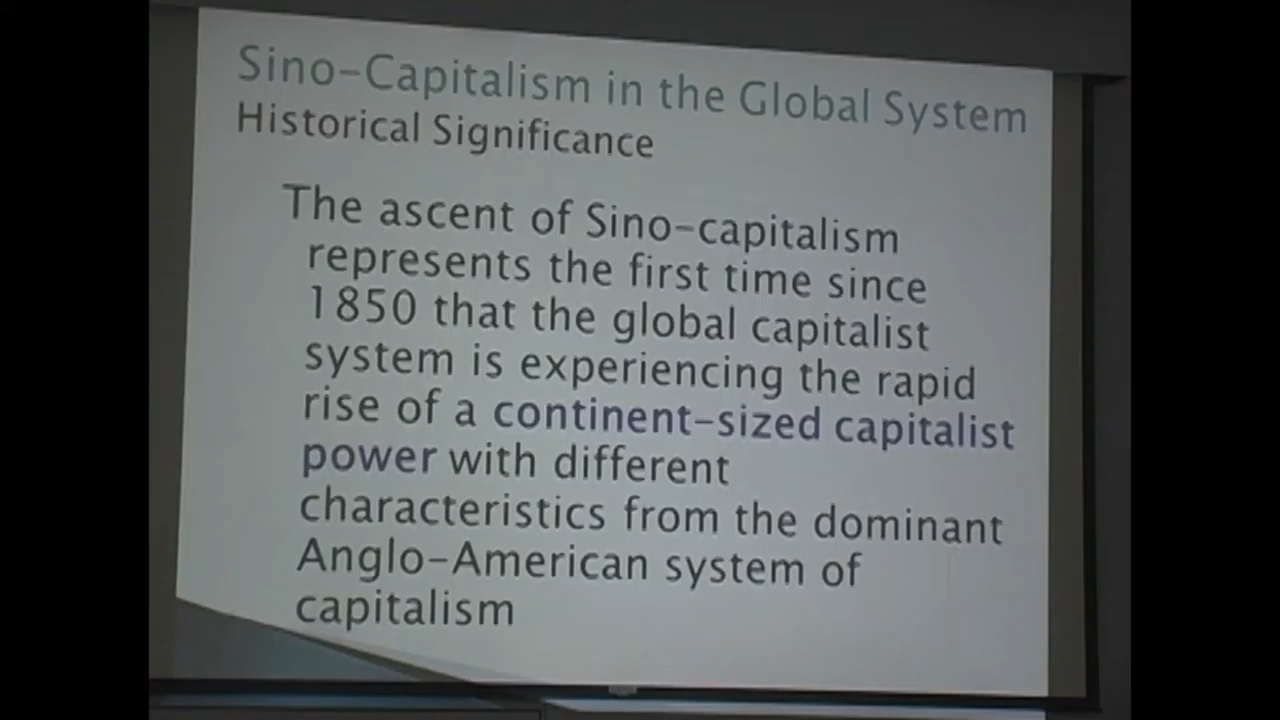 Sino-Capitalism in the Global System
Historical Significance
The ascent of Sino-capitalism
represents the first time since
1850 that the global capitalist
system is experiencing the rapid
rise of a continent-sized capitalist
power with different
characteristics from the dominant
Anglo-American system of
capitalism